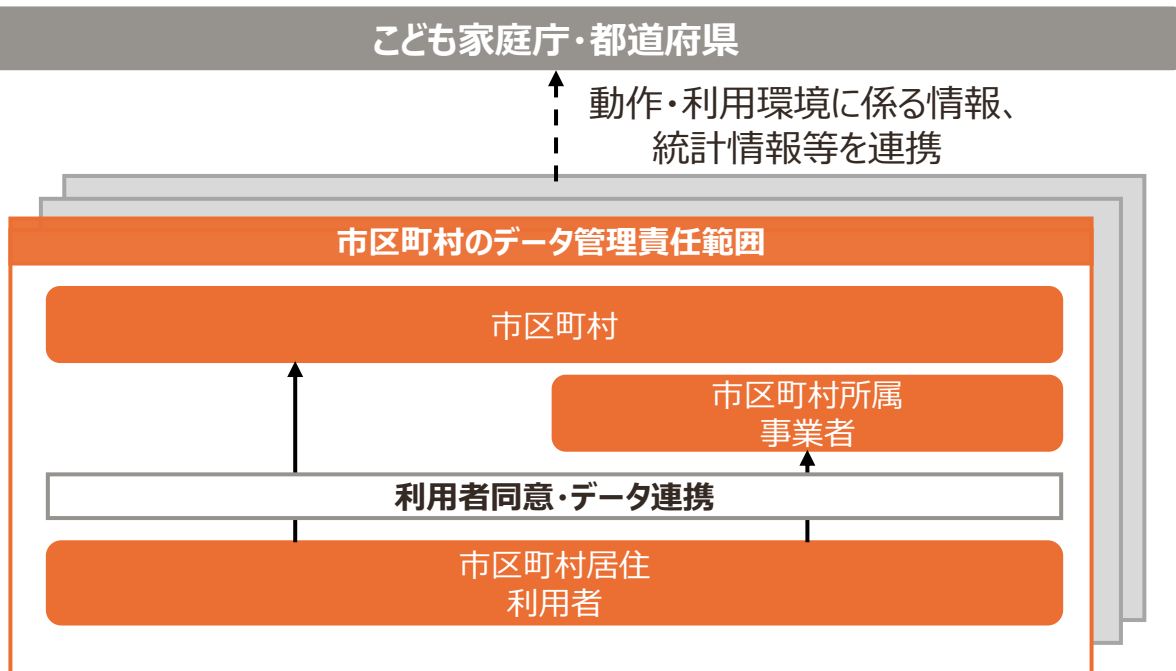 こども家庭庁・都道府県
動作・利用環境に係る情報、
統計情報等を連携
市区町村のデータ管理責任範囲
市区町村
市区町村所属
事業者
利用者同意・データ連携
市区町村居住
利用者